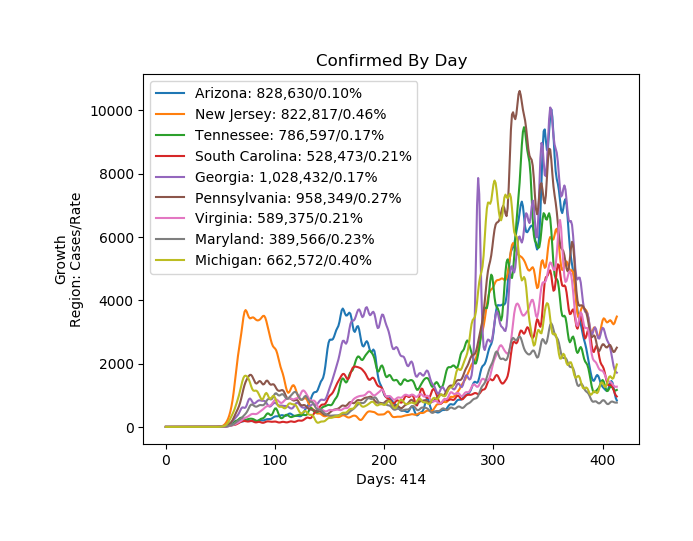 Confirmed By Day
Arizona: 828,630/0.10%
New Jersey: 822,817/0.46%
Tennessee: 786,597/0.17%
South Carolina: 528,473/0.21%
Georgia: 1,028,432/0.17%
Pennsylvania: 958,349/0.27%
Virginia: 589,375/0.21%
Maryland: 389,566/0.23%
Michigan: 662,572/0.40%
10000
8000
6000
4000
2000
0
Growth
Region: Cases/Rate
0
100
200
300
400
Days: 414